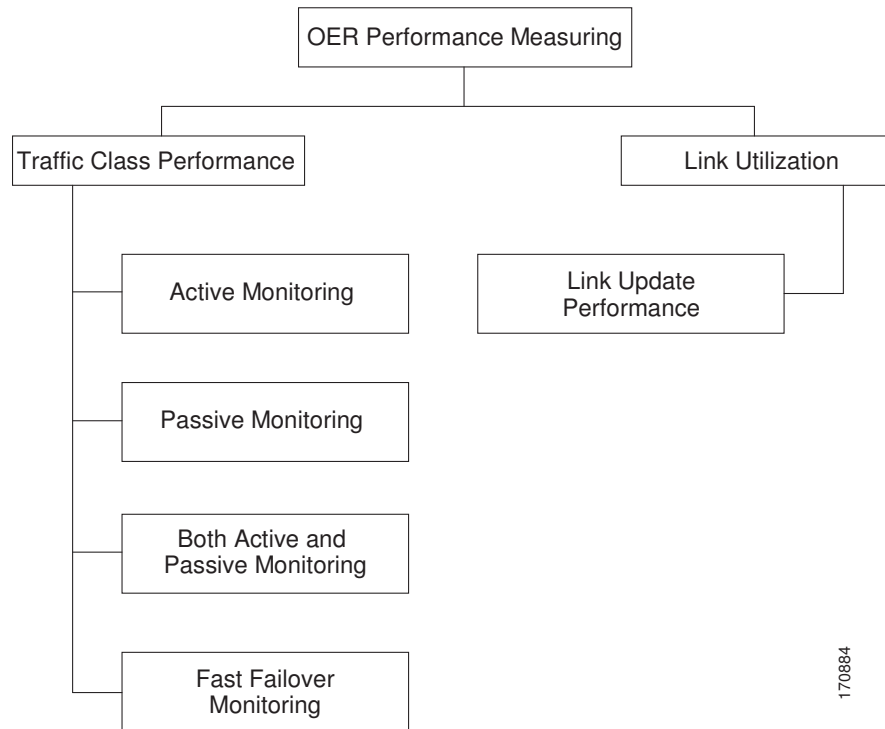 OER Performance Measuring
Traffic Class Performance
Link Utilization
Active Monitoring
Link Update
Performance
Passive Monitoring
Both Active and
Passive Monitoring
Fast Failover
Monitoring
170884